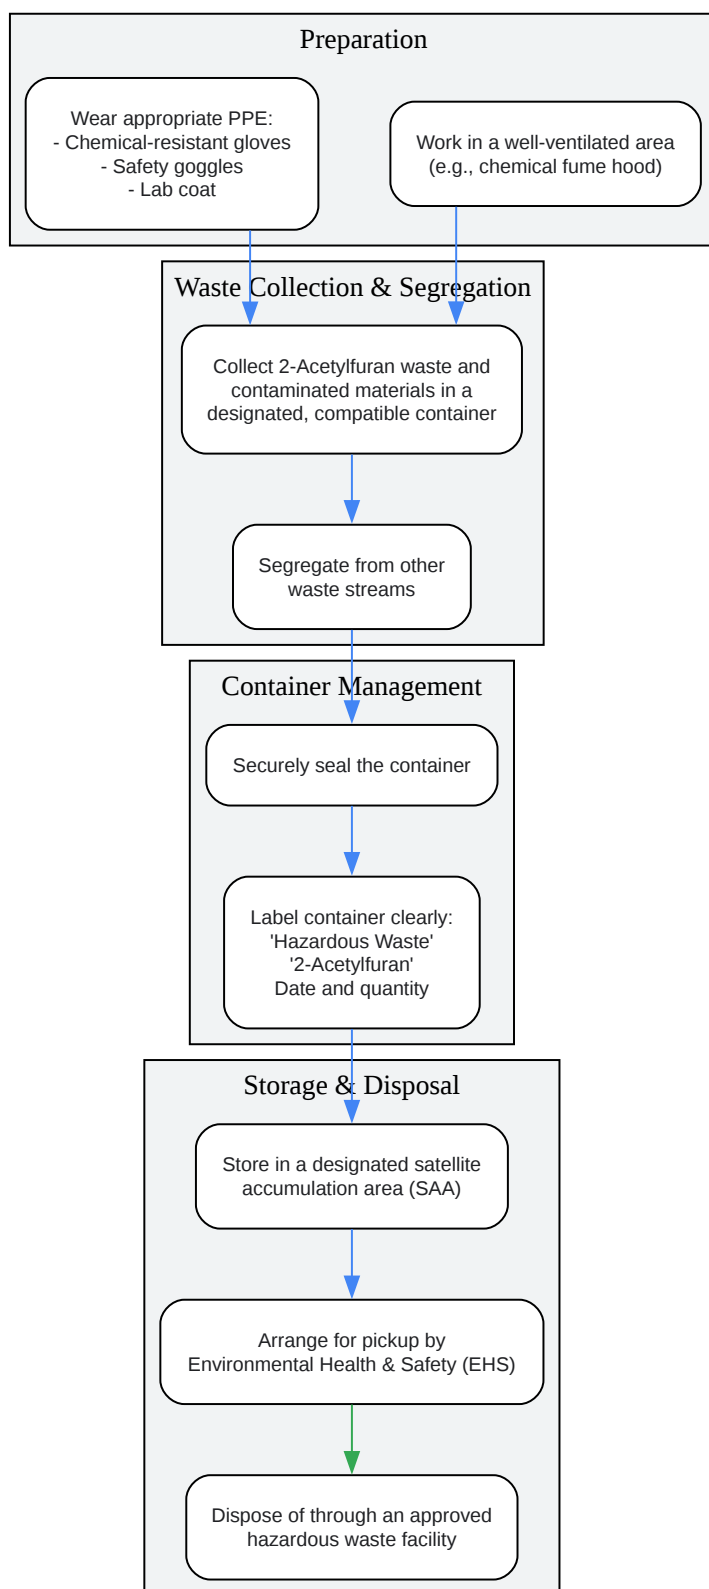 Preparation
Wear appropriate PPE:
- Chemical-resistant gloves
- Safety goggles
- Lab coat
Work in a well-ventilated area
(e.g., chemical fume hood)
Waste Collection & Segregation
Collect 2-Acetylfuran waste and
contaminated materials in a
designated, compatible container
Segregate from other
waste streams
Container Management
Securely seal the container
Label container clearly:
'Hazardous Waste'
'2-Acetylfuran'
Date and quantity
Storage & Disposal
Store in a designated satellite
accumulation area (SAA)
Arrange for pickup by
Environmental Health & Safety (EHS)
Dispose of through an approved
hazardous waste facility